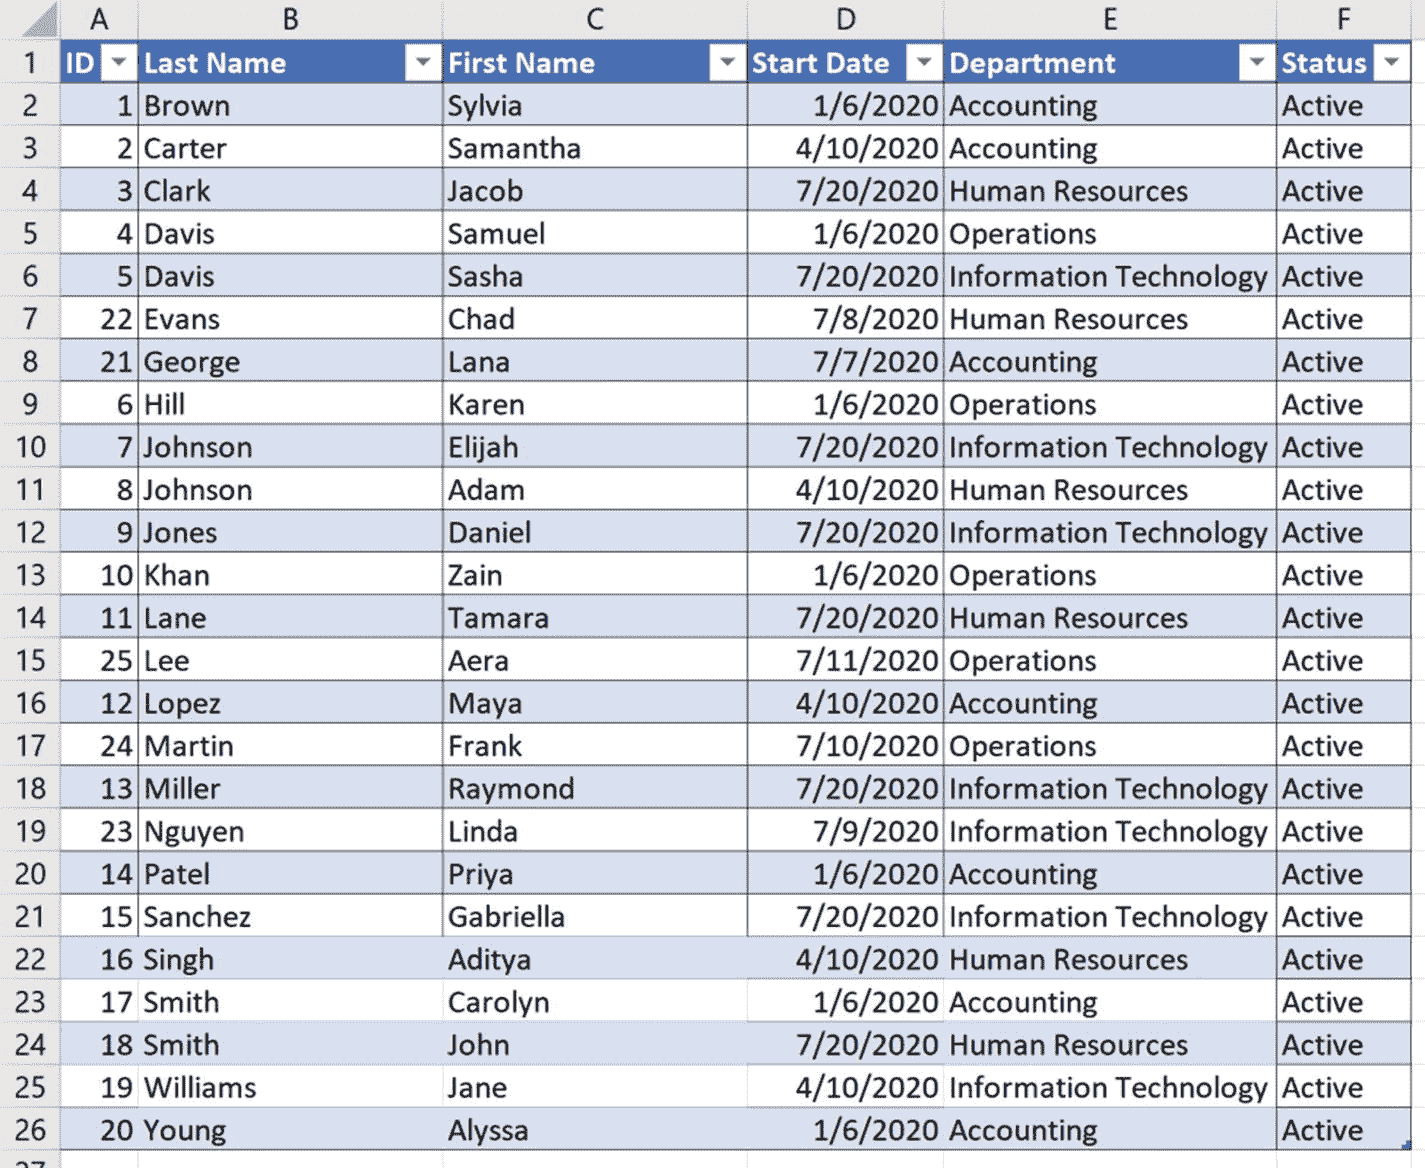 A B C D E F
1 ID Last Name First Name Start Date Department Status
2 1 Brown Sylvia 1/6/2020 Accounting Active
3 2 Carter Samantha 4/10/2020 Accounting Active
4 3 Clark Jacob 7/20/2020 Human Resources Active
5 4 Davis Samuel 1/6/2020 Operations Active
6 5 Davis Sasha 7/20/2020 Information Technology Active
7 22 Evans Chad 7/8/2020 Human Resources Active
8 21 George Lana 7/7/2020 Accounting Active
9 6 Hill Karen 1/6/2020 Operations Active
10 7 Johnson Elijah 7/20/2020 Information Technology Active
11 8 Johnson Adam 4/10/2020 Human Resources Active
12 9 Jones Daniel 7/20/2020 Information Technology Active
13 10 Khan Zain 1/6/2020 Operations Active
14 11 Lane Tamara 7/20/2020 Human Resources Active
15 25 Lee Aera 7/11/2020 Operations Active
16 12 Lopez Maya 4/10/2020 Accounting Active
17 24 Martin Frank 7/10/2020 Operations Active
18 13 Miller Raymond 7/20/2020 Information Technology Active
19 23 Nguyen Linda 7/9/2020 Information Technology Active
20 14 Patel Priya 1/6/2020 Accounting Active
21 15 Sanchez Gabriella 7/20/2020 Information Technology Active
22 16 Singh Aditya 4/10/2020 Human Resources Active
23 17 Smith Carolyn 1/6/2020 Accounting Active
24 18 Smith John 7/20/2020 Human Resources Active
25 19 Williams Jane 4/10/2020 Information Technology Active
26 20 Young Alyssa 1/6/2020 Accounting Active